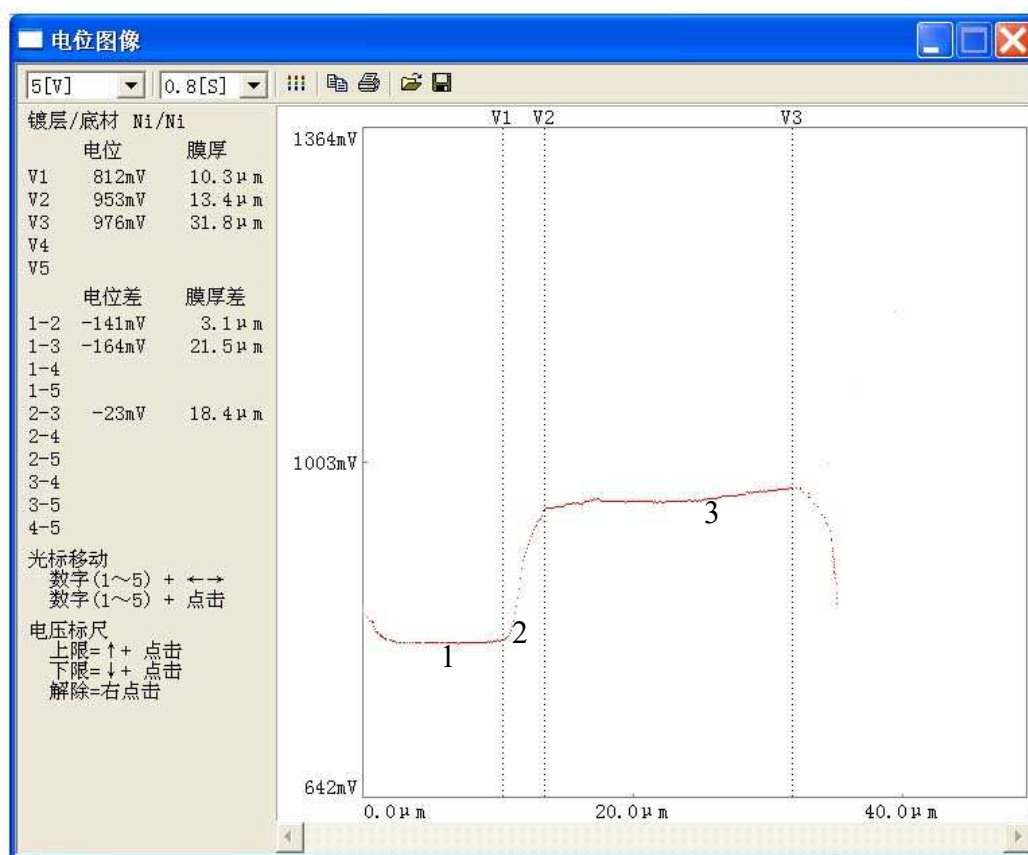 电位图像
5[V] 0.8[S]
镀层/底材 Ni/Ni
电位 膜厚
V1 812mV 10.3μm
V2 953mV 13.4μm
V3 976mV 31.8μm
V4
V5
电位差 膜厚差
1-2 -141mV 3.1μm
1-3 -164mV 21.5μm
1-4
1-5
2-3 -23mV 18.4μm
2-4
2-5
3-4
3-5
4-5
光标移动
数字(1~5) + ←→
数字(1~5) + 点击
电压标尺
上限=↑+ 点击
下限=↓+ 点击
解除=右点击
V1 V2 V3
1364mV
1003mV
642mV
1
2
3
0.0μm 20.0μm 40.0μm